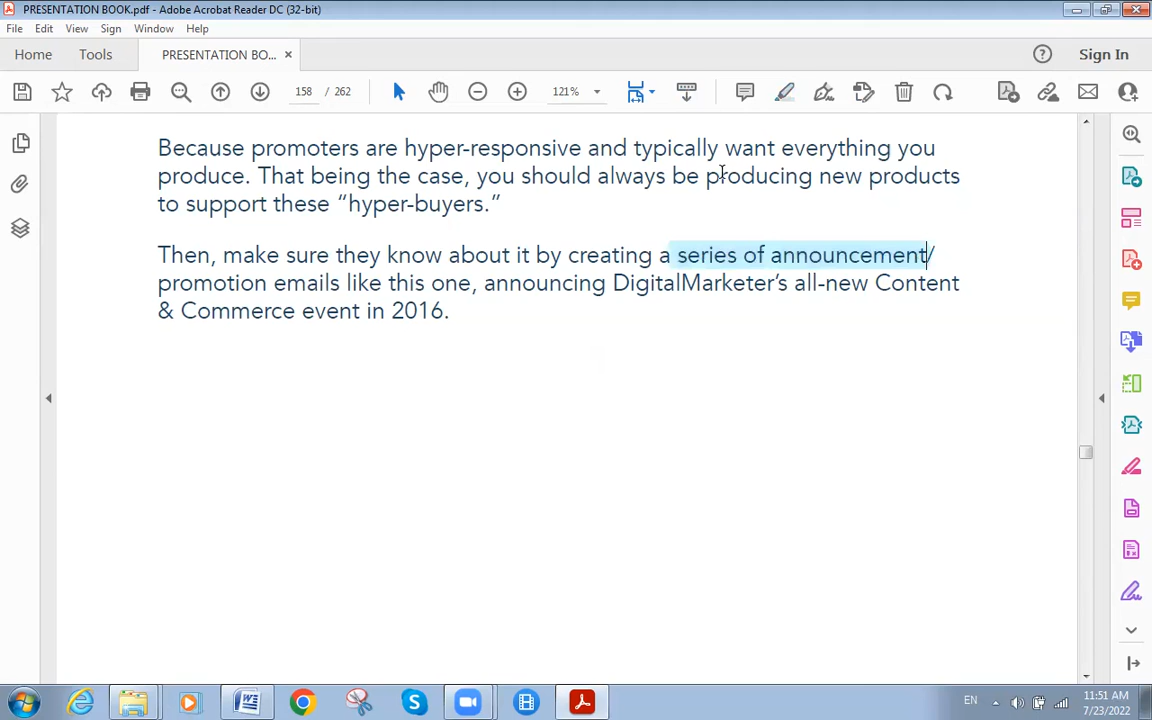 PRESENTATION BOOK.pdf - Adobe Acrobat Reader DC (32-bit)
File Edit View Sign Window Help
Home Tools PRESENTATION BO... × Sign In
158 / 262 121%
Because promoters are hyper-responsive and typically want everything you
produce. That being the case, you should always be producing new products
to support these “hyper-buyers.”
Then, make sure they know about it by creating a series of announcement/
promotion emails like this one, announcing DigitalMarketer’s all-new Content
& Commerce event in 2016.
EN 11:51 AM
7/23/2022